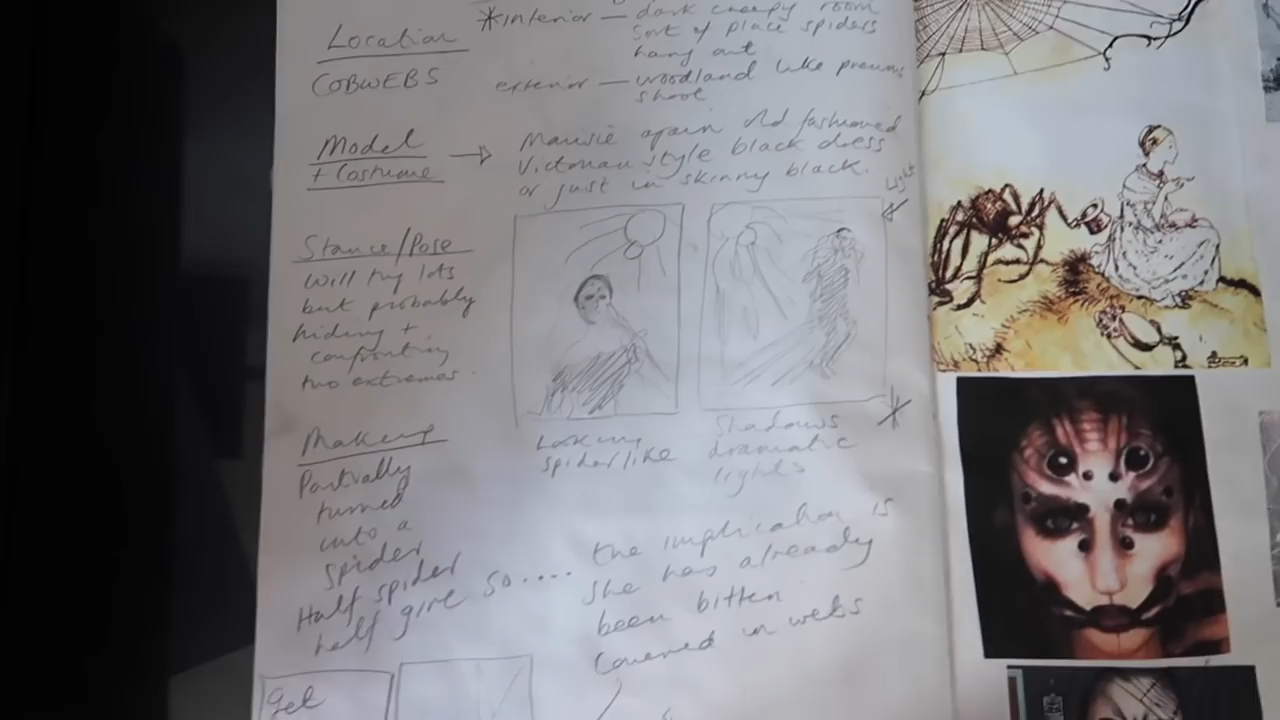 Location
COBWEBS
*interior — dark creepy room
sort of place spiders
hang out
exterior — woodland like previous
shoot
Model
+ Costume
again old fashioned
Victorian style black dress
or just in skinny black.
Light
Stance/Pose
will try lots
but probably
hiding +
confronting
two extremes.
Looking
spider/like
Shadows
dramatic
lights
Makeup
Partially
turned
into a
spider
Half spider
half girl so....
the implication is
she has already
been bitten
Covered in webs
Get